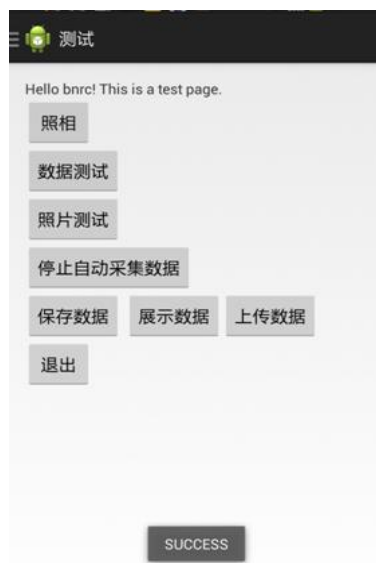 测试
Hello bnrc! This is a test page.
照相
数据测试
照片测试
停止自动采集数据
保存数据 展示数据 上传数据
退出
SUCCESS